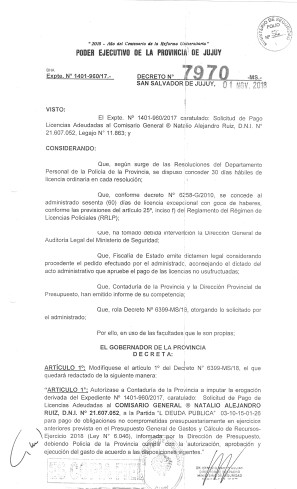 "2018 - Año del Centenario de la Reforma Universitaria"
PODER EJECUTIVO DE LA PROVINCIA DE JUJUY
Expte. N° 1401-960/17.-
DECRETO N° 7970 -MS.-
SAN SALVADOR DE JUJUY, 01 NOV. 2018
VISTO:
El Expte. N° 1401-960/2017 caratulado: Solicitud de Pago
Licencias Adeudadas al Comisario General ® Natalio Alejandro Ruiz, D.N.I. N°
21.607.052, Legajo N° 11.663; y
CONSIDERANDO:
Que, según surge de las Resoluciones del Departamento
Personal de la Policía de la Provincia, se dispuso conceder 30 días hábiles de
licencia ordinaria en cada resolución;
Que, conforme decreto N° 6258-G/2010, se concede al
administrado sesenta (60) días de licencia excepcional con goce de haberes,
conforme las previsiones del artículo 25°, inciso f) del Reglamento del Régimen de
Licencias Policiales (RRLP);
Que, ha tomado debida intervención la Dirección General de
Auditoría Legal del Ministerio de Seguridad;
Que, Fiscalía de Estado emite dictamen legal considerando
procedente el pedido efectuado por el administrado, aconsejando el dictado del
acto administrativo que apruebe el pago de las licencias no usufructuadas;
Que, Contaduría de la Provincia y la Dirección Provincial de
Presupuesto, han emitido informe de su competencia;
Que, rola Decreto N° 6399-MS/18, otorgando lo solicitado por
el administrado;
Por ello, en uso de las facultades que le son propias;
EL GOBERNADOR DE LA PROVINCIA
D E C R E T A:
ARTÍCULO 1°: Modifíquese el artículo 1° del Decreto N° 6399-MS/18, el
que quedará redactado de la siguiente manera:
"ARTÍCULO 1°: Autorízase a Contaduría de la Provincia a imputar la erogación
derivada del Expediente N° 1401-960/2017, caratulado: Solicitud de Pago de
Licencias Adeudadas al COMISARIO GENERAL ® NATALIO ALEJANDRO
RUIZ, D.N.I. N° 21.607.052, a la Partida "L DEUDA PUBLICA" 03-10-15-01-26
para pago de obligaciones no comprometidas presupuestariamente en ejercicios
anteriores prevista en el Presupuesto General de Gastos y Cálculo de Recursos-
Ejercicio 2018 (Ley N° 6.046), informada por la Dirección de Presupuesto,
debiendo Policía de la Provincia cumplir con la autorización, aprobación y
ejecución del gasto de acuerdo a las disposiciones vigentes."